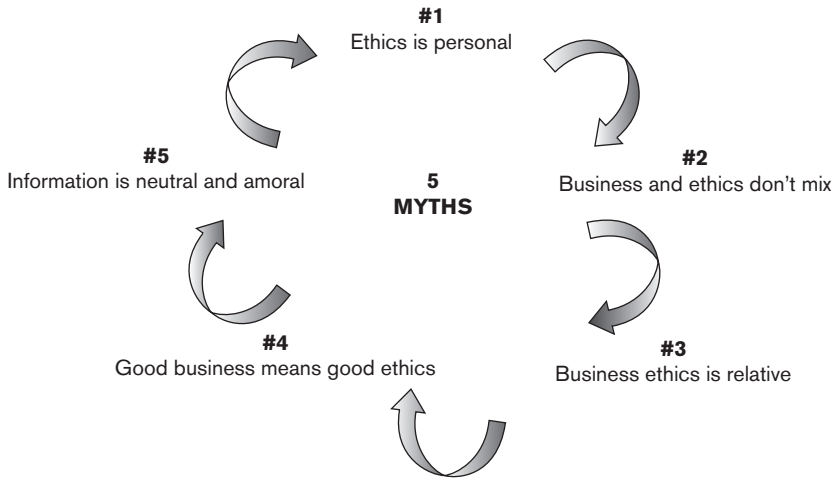 #1
Ethics is personal
#2
Business and ethics don't mix
#3
Business ethics is relative
#4
Good business means good ethics
#5
Information is neutral and amoral
5
MYTHS